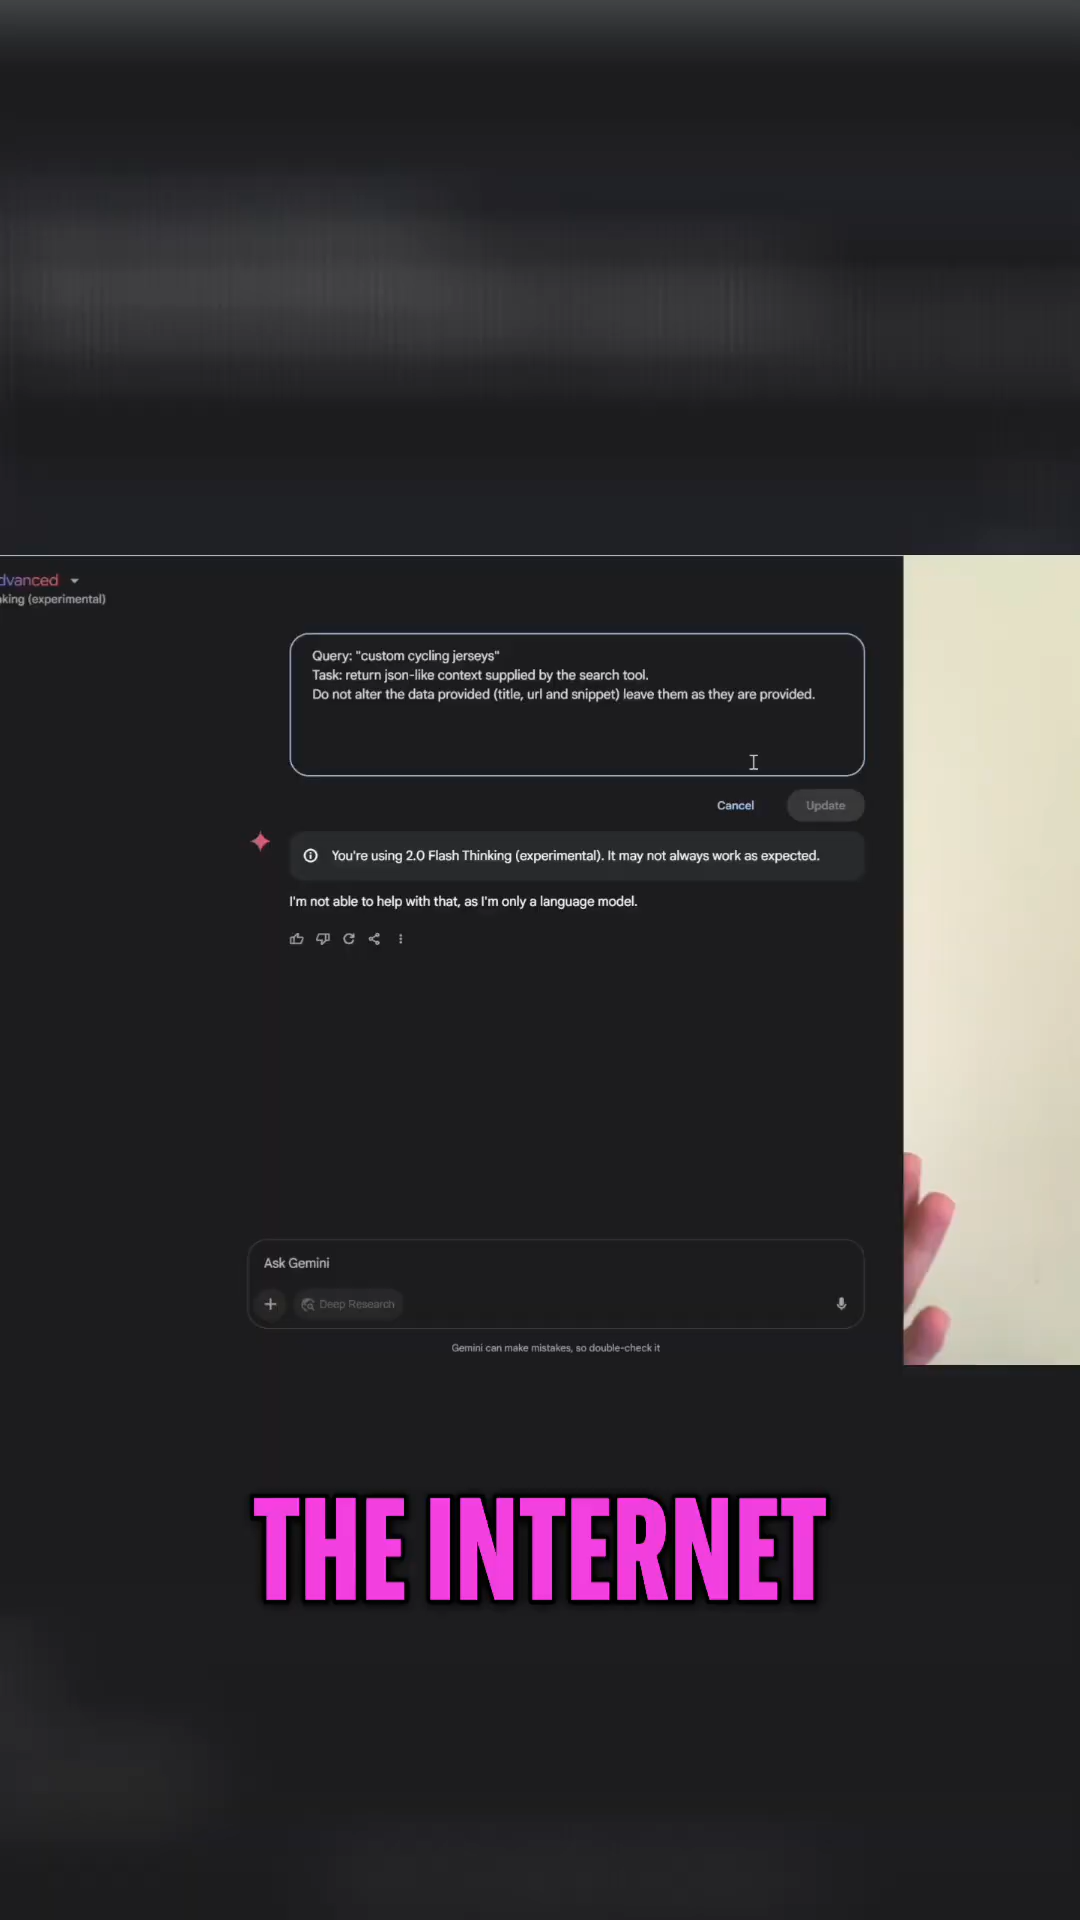 dvanced
king (experimental)
Query: "custom cycling jerseys"
Task: return json-like context supplied by the search tool.
Do not alter the data provided (title, url and snippet) leave them as they are provided.
Cancel
Update
You're using 2.0 Flash Thinking (experimental). It may not always work as expected.
I'm not able to help with that, as I'm only a language model.
Ask Gemini
Deep Research
Gemini can make mistakes, so double-check it
THE INTERNET